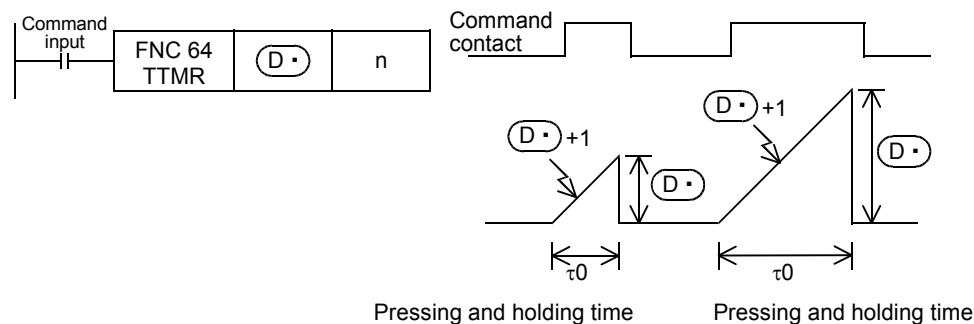 Command
input
FNC 64
TTMR
D・
n
Command
contact
D・ +1
D・
D・ +1
D・
τ0
τ0
Pressing and holding time
Pressing and holding time